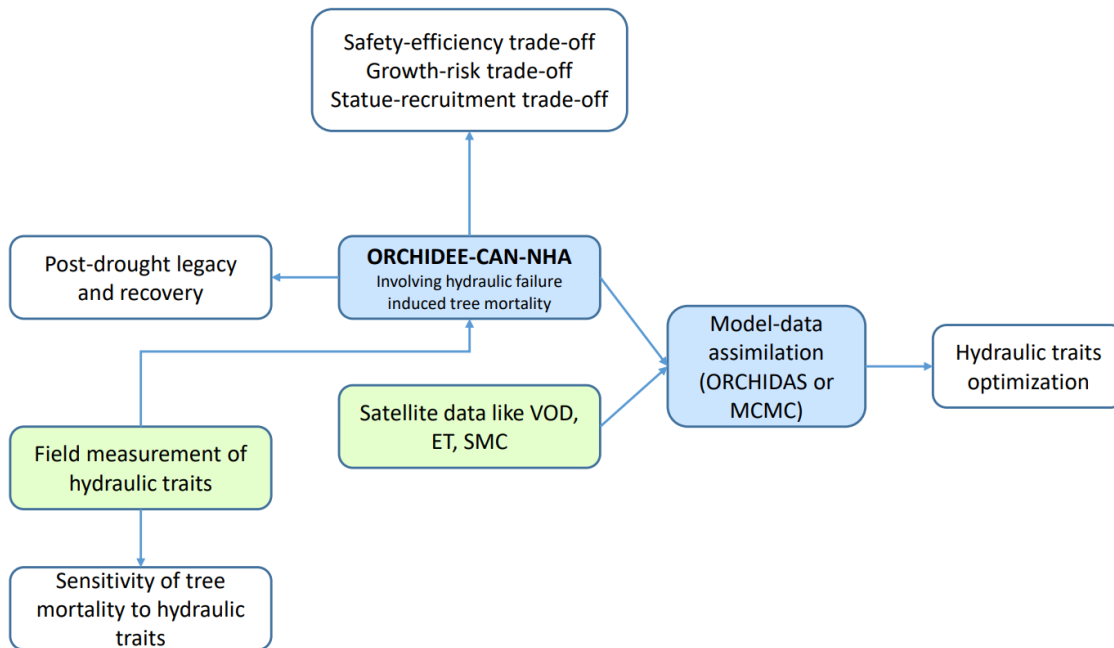 Safety-efficiency trade-off
Growth-risk trade-off
Statue-recruitment trade-off
Post-drought legacy
and recovery
ORCHIDEE-CAN-NHA
Involving hydraulic failure
induced tree mortality
Model-data
assimilation
(ORCHIDAS or
MCMC)
Hydraulic traits
optimization
Satellite data like VOD,
ET, SMC
Field measurement of
hydraulic traits
Sensitivity of tree
mortality to hydraulic
traits